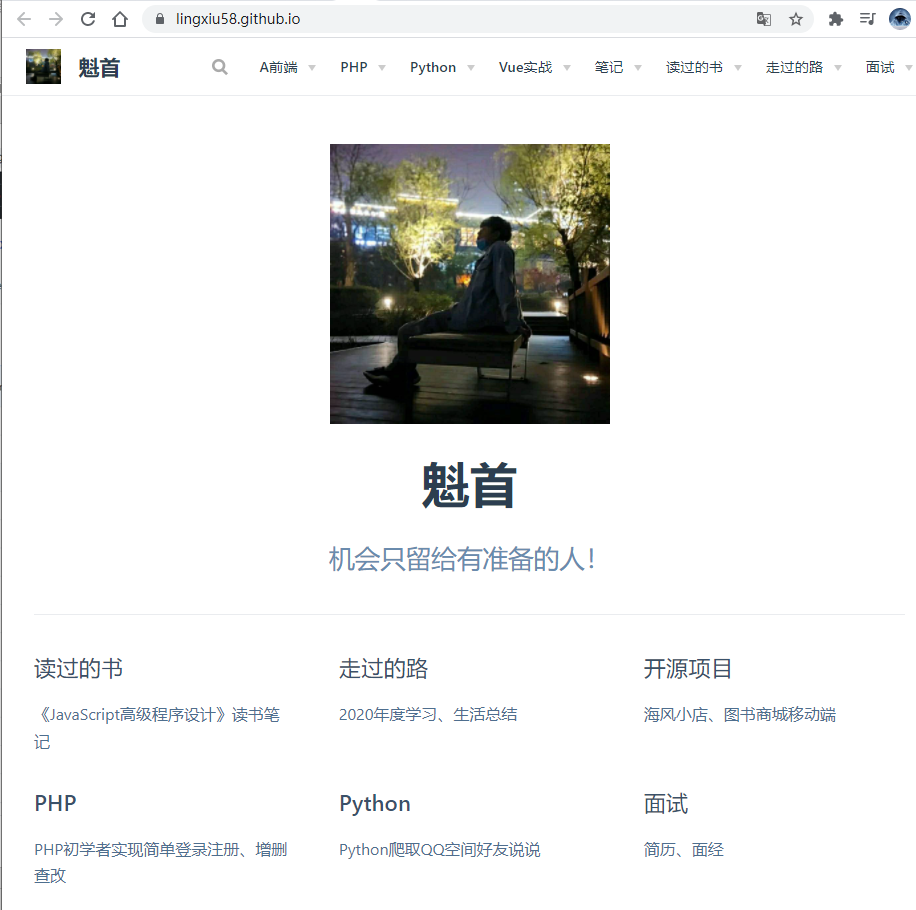 lingxiu58.github.io
魁首 A前端 PHP Python Vue实战 笔记 读过的书 走过的路 面试
魁首
机会只留给有准备的人！
读过的书
《JavaScript高级程序设计》读书笔
记
走过的路
2020年度学习、生活总结
开源项目
海风小店、图书商城移动端
PHP
PHP初学者实现简单登录注册、增删
查改
Python
Python爬取QQ空间好友说说
面试
简历、面经